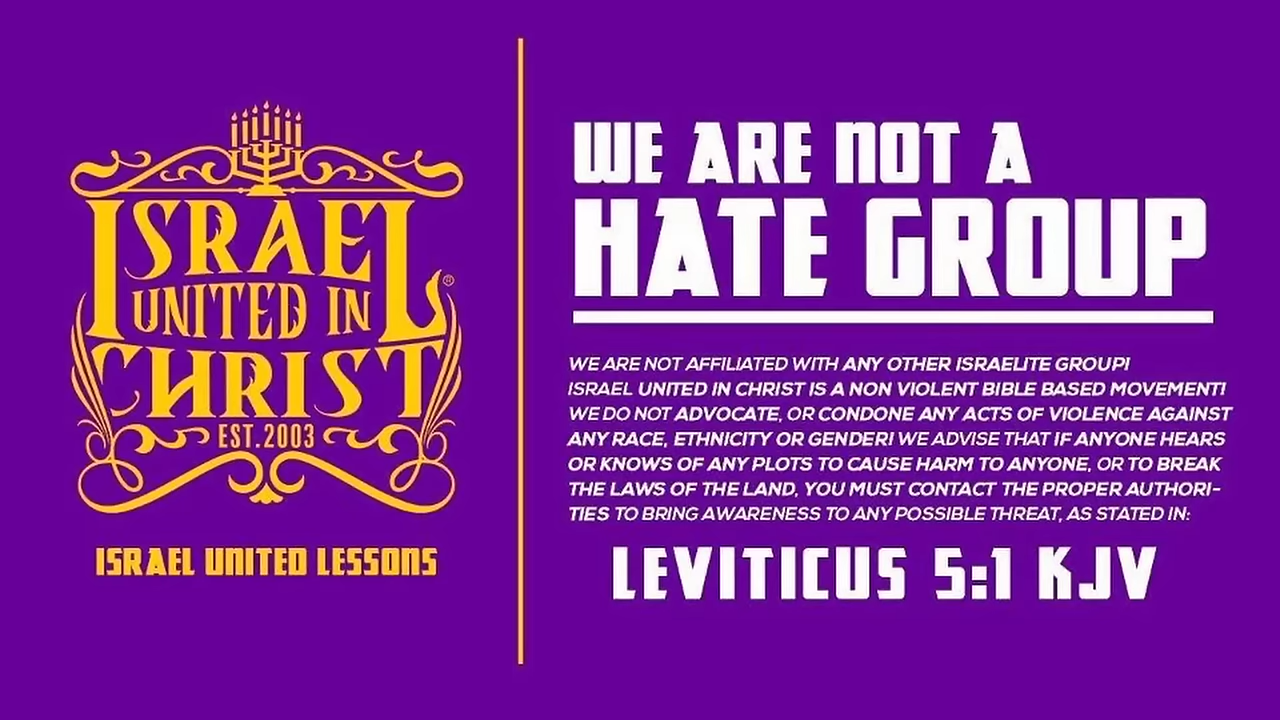 ISRAEL
UNITED IN
CHRIST®
EST.2003
ISRAEL UNITED LESSONS
WE ARE NOT A
HATE GROUP
WE ARE NOT AFFILIATED WITH ANY OTHER ISRAELITE GROUP!
ISRAEL UNITED IN CHRIST IS A NON VIOLENT BIBLE BASED MOVEMENT!
WE DO NOT ADVOCATE, OR CONDONE ANY ACTS OF VIOLENCE AGAINST
ANY RACE, ETHNICITY OR GENDER! WE ADVISE THAT IF ANYONE HEARS
OR KNOWS OF ANY PLOTS TO CAUSE HARM TO ANYONE, OR TO BREAK
THE LAWS OF THE LAND, YOU MUST CONTACT THE PROPER AUTHORI-
TIES TO BRING AWARENESS TO ANY POSSIBLE THREAT, AS STATED IN:
LEVITICUS 5:1 KJV